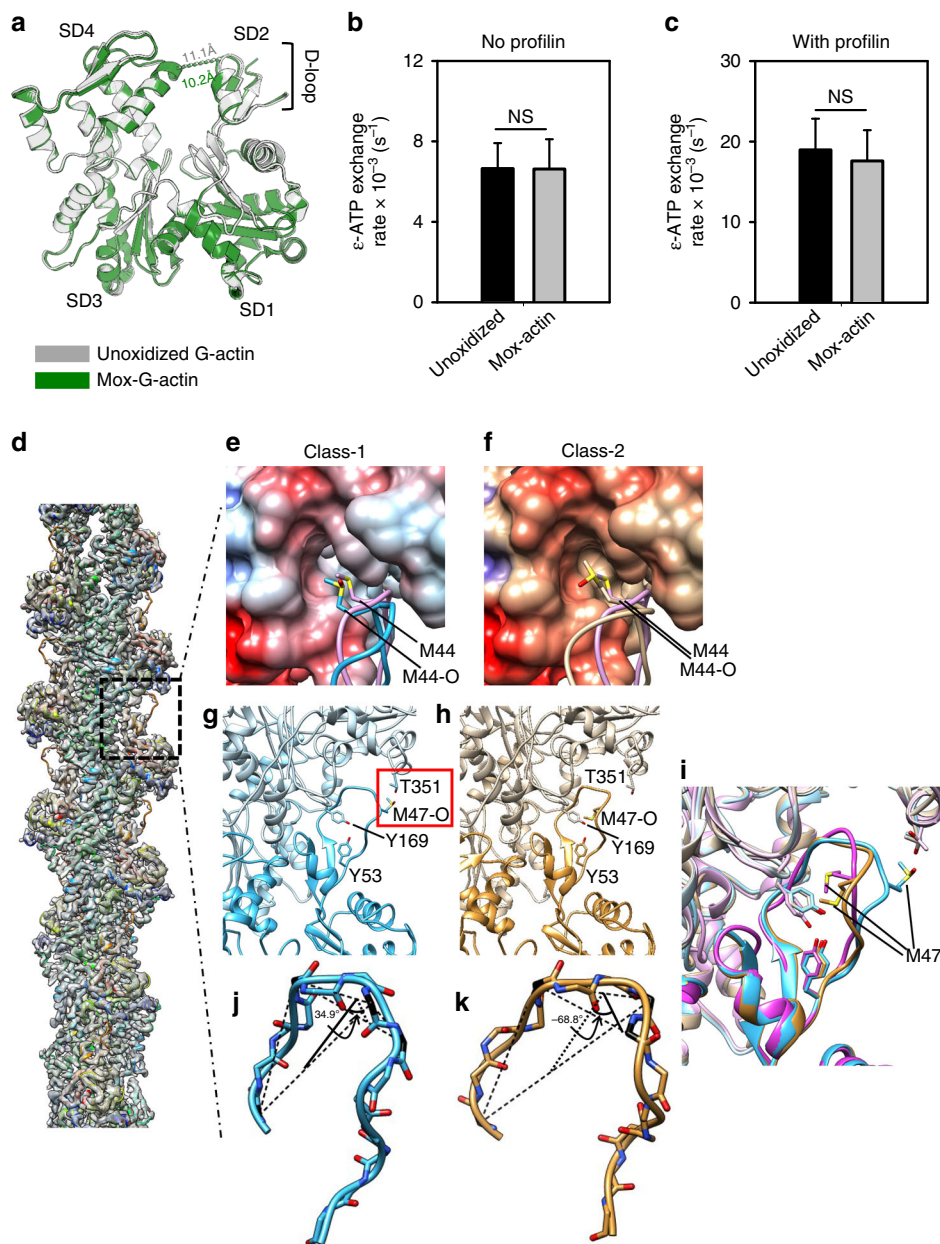 a
SD4
SD2
D-loop
11.1Å
10.2Å
SD3
SD1
Unoxidized G-actin
Mox-G-actin
b
No profilin
12
8
4
0
NS
ε-ATP exchange
rate × 10⁻³ (s⁻¹)
Unoxidized
Mox-actin
c
With profilin
30
20
10
0
NS
ε-ATP exchange
rate × 10⁻³ (s⁻¹)
Unoxidized
Mox-actin
d
e
Class-1
M44
M44-O
f
Class-2
M44
M44-O
g
T351
M47-O
Y169
Y53
h
T351
M47-O
Y169
Y53
i
M47
j
34.9°
k
–68.8°